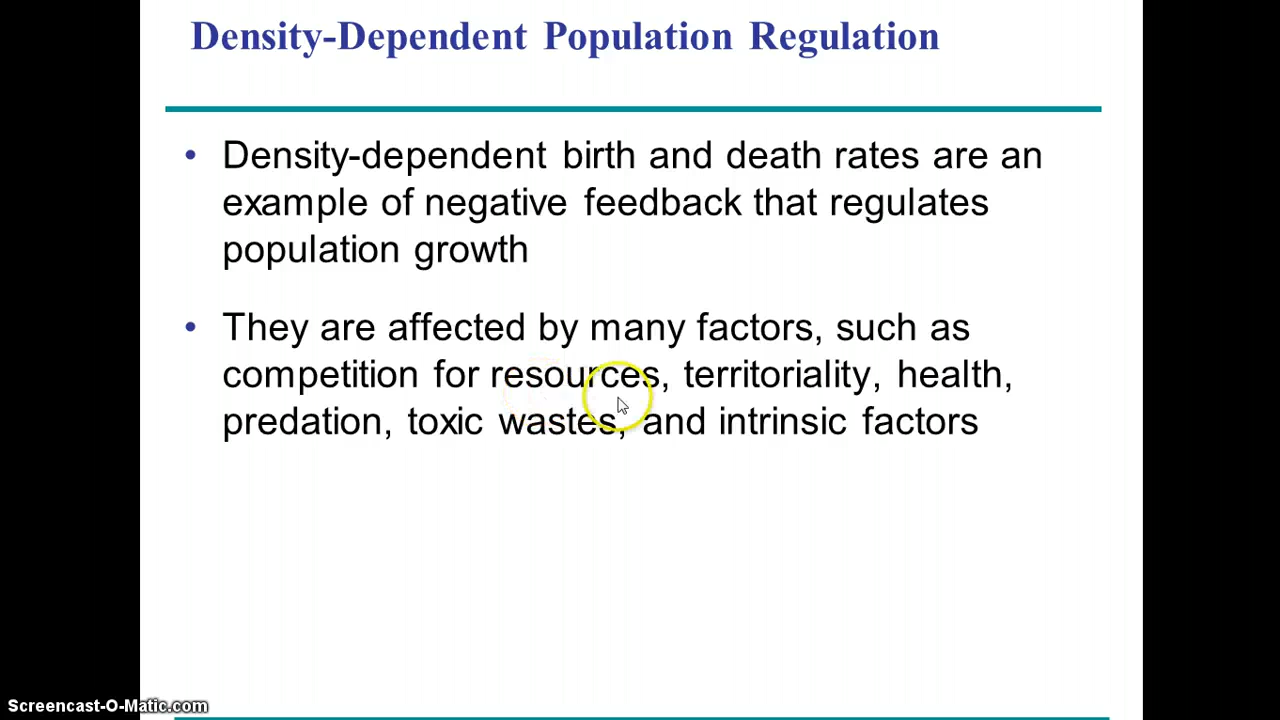 Density-Dependent Population Regulation
• Density-dependent birth and death rates are an
example of negative feedback that regulates
population growth
• They are affected by many factors, such as
competition for resources, territoriality, health,
predation, toxic wastes, and intrinsic factors
Screencast-O-Matic.com